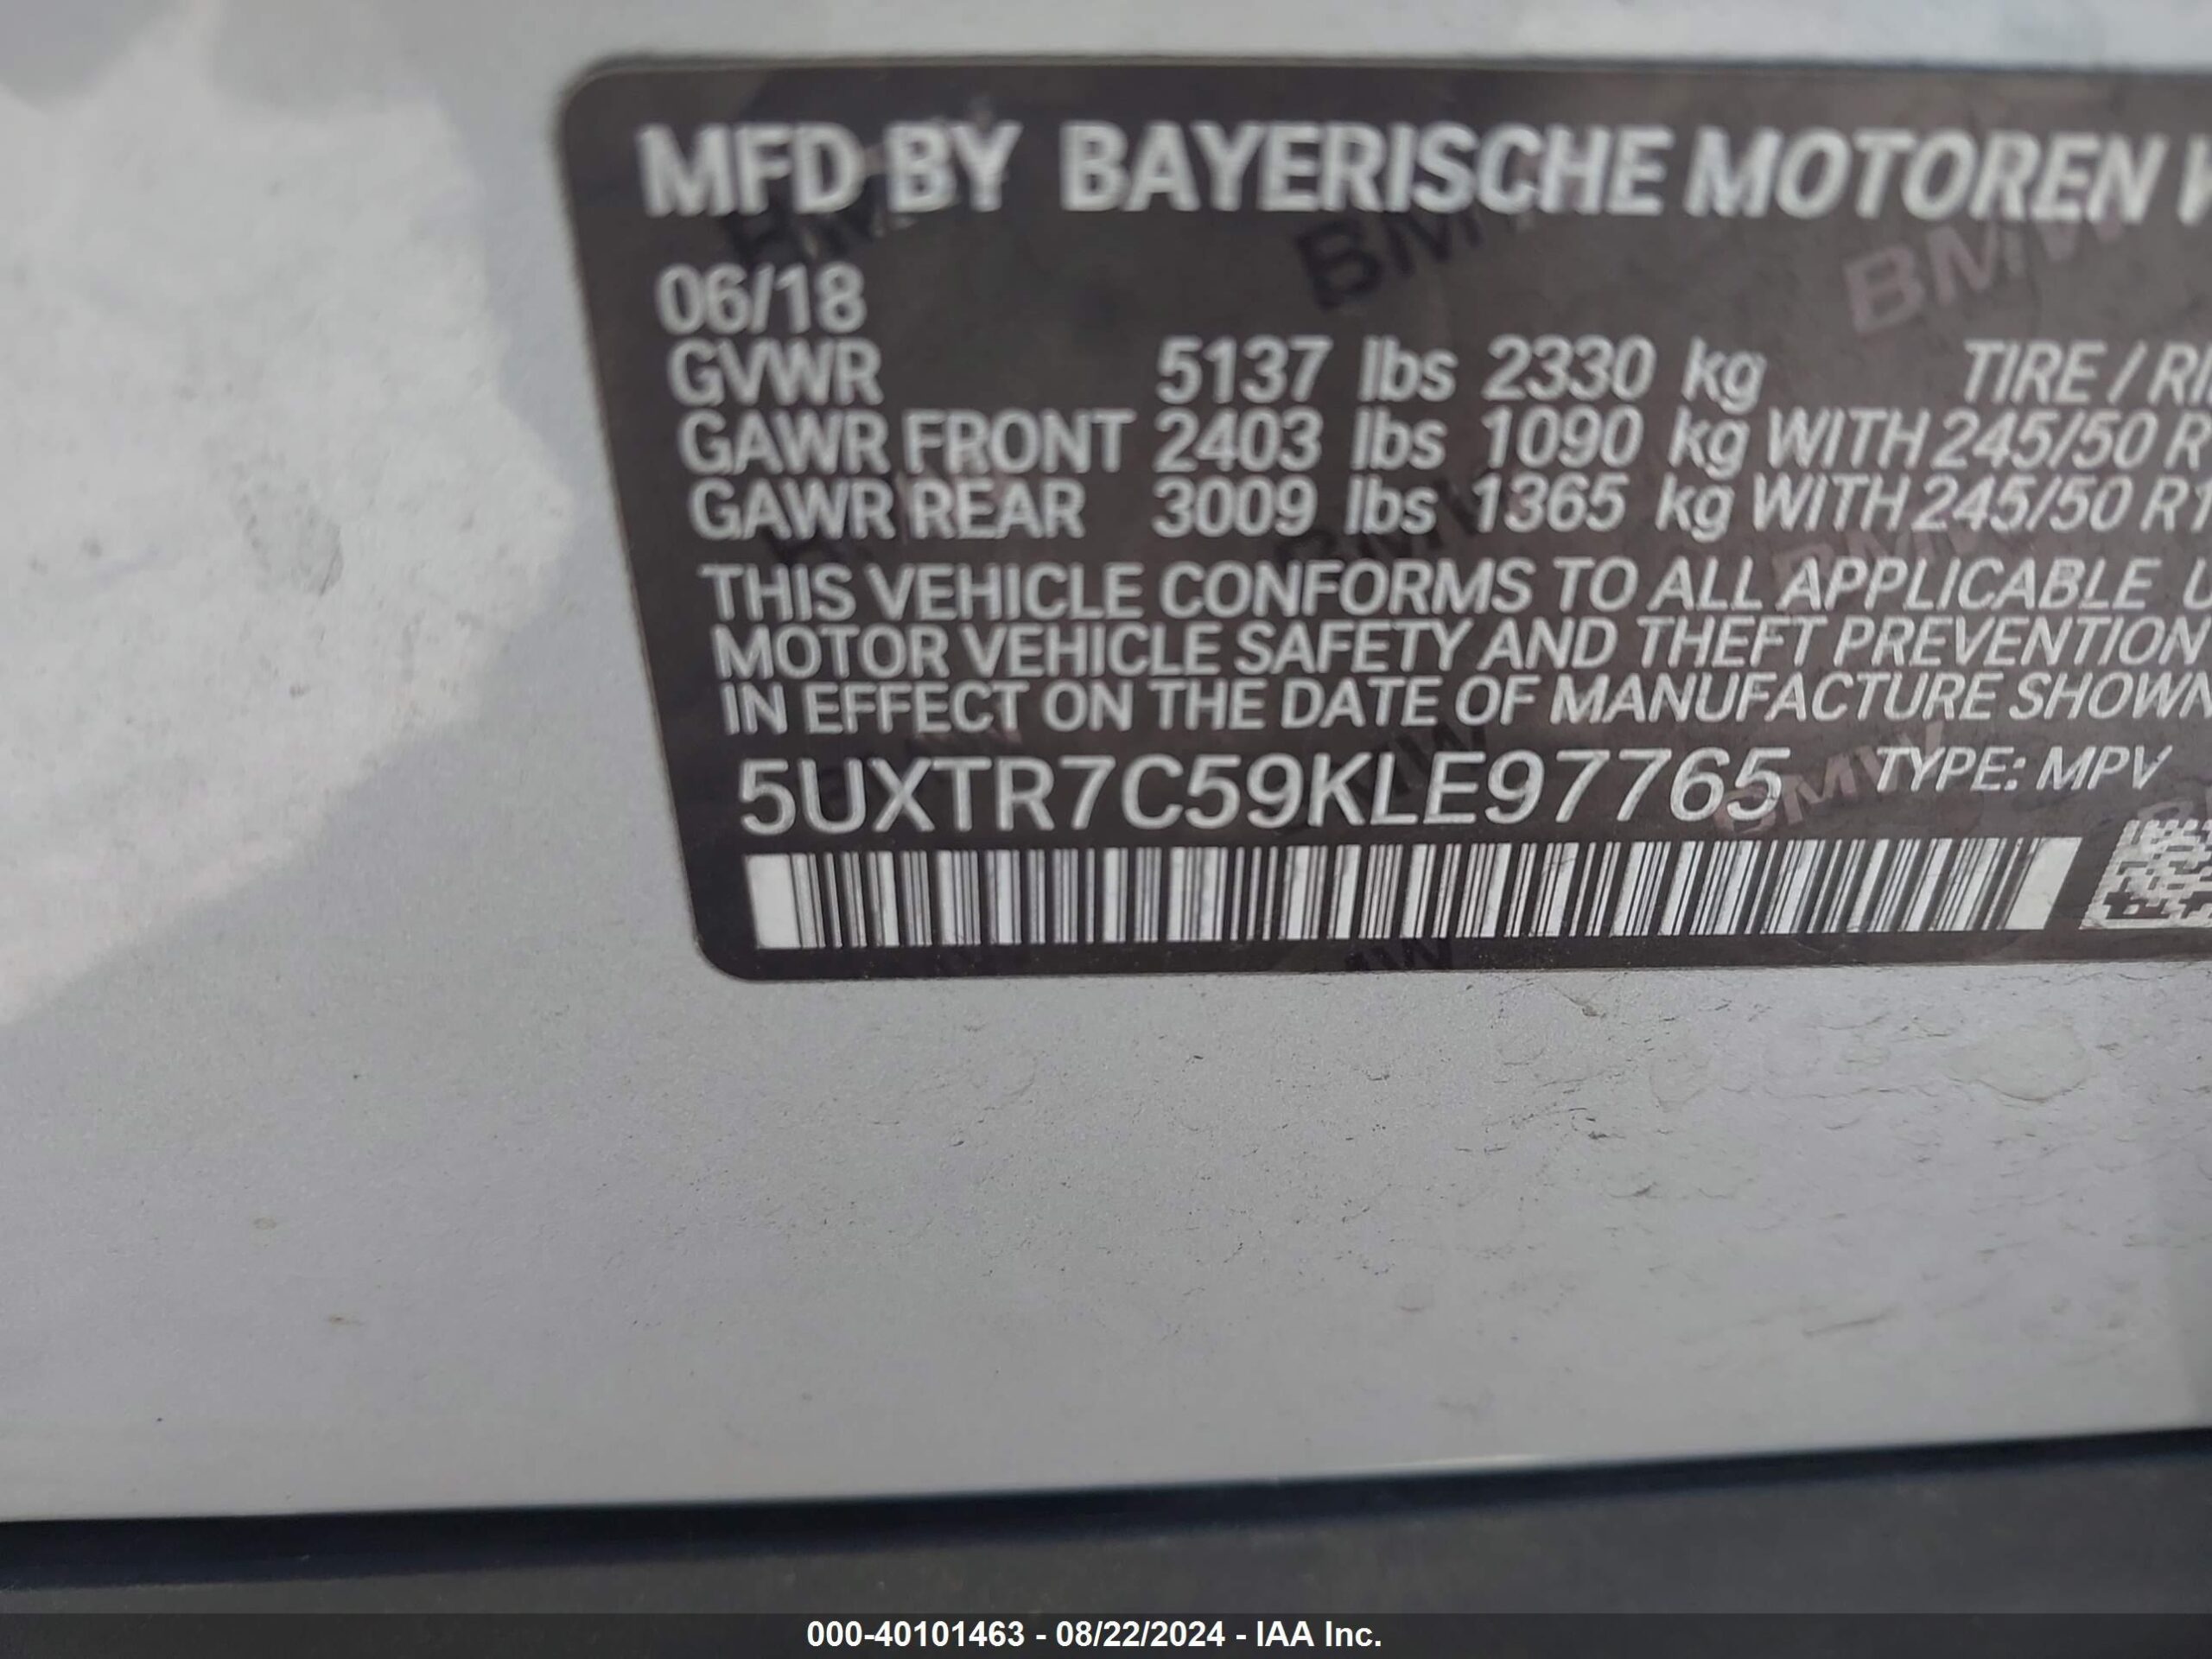 MFD BY BAYERISCHE MOTOREN
06/18
GVWR 5137 lbs 2330 kg TIRE /
GAWR FRONT 2403 lbs 1090 kg WITH 245/50
GAWR REAR 3009 lbs 1365 kg WITH 245/50
THIS VEHICLE CONFORMS TO ALL APPLICABLE
MOTOR VEHICLE SAFETY AND THEFT PREVENTION
IN EFFECT ON THE DATE OF MANUFACTURE SHOWN
5UXTR7C59KLE97765 TYPE: MPV
000-40101463 - 08/22/2024 - IAA Inc.